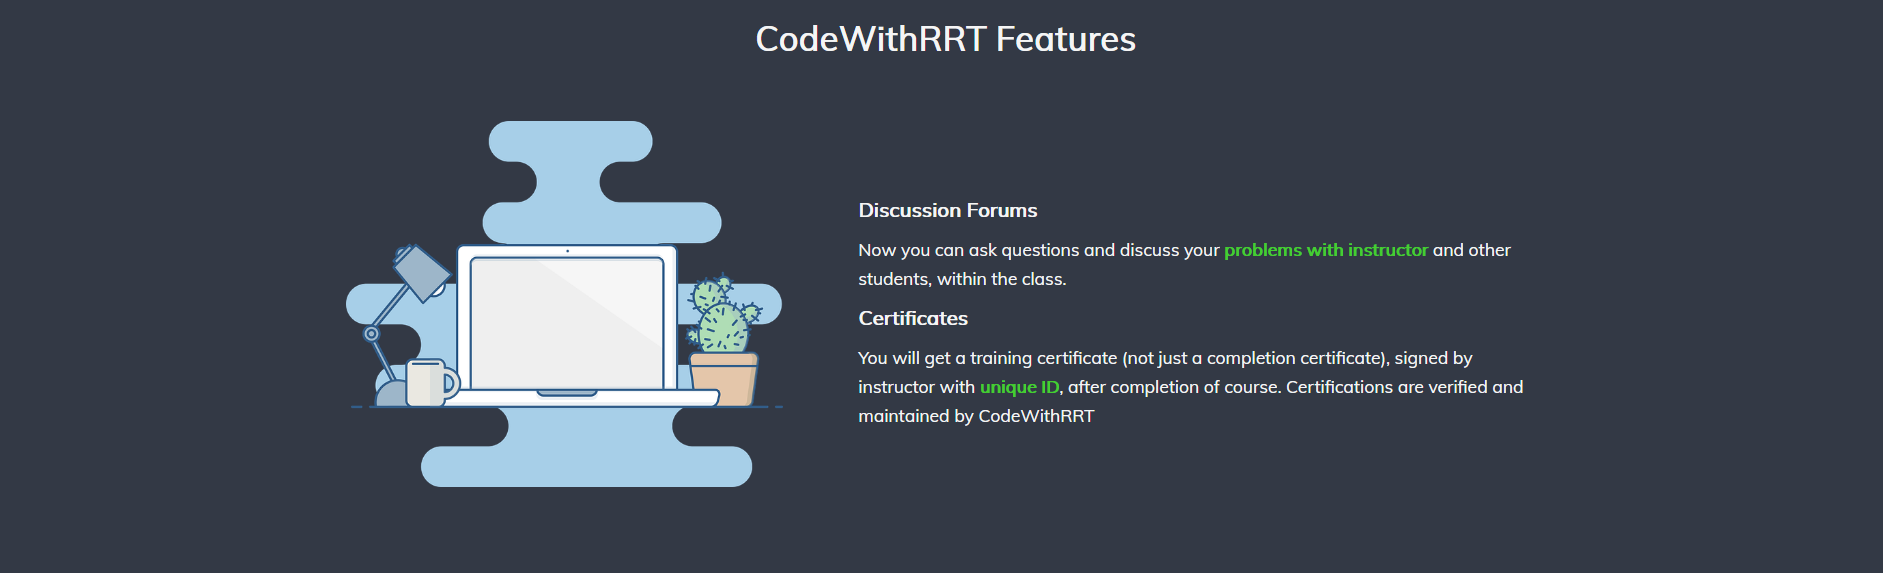 CodeWithRRT Features
Discussion Forums
Now you can ask questions and discuss your problems with instructor and other
students, within the class.
Certificates
You will get a training certificate (not just a completion certificate), signed by
instructor with unique ID, after completion of course. Certifications are verified and
maintained by CodeWithRRT